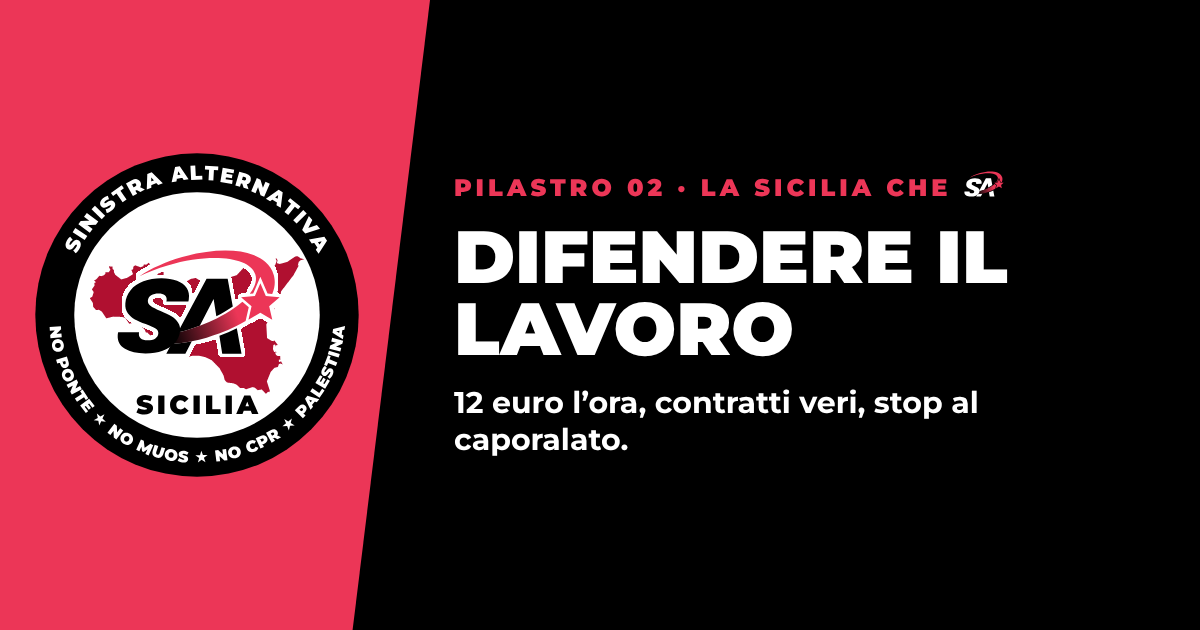 SINISTRA ALTERNATIVA
SA
SICILIA
NO PONTE ★ NO MUOS ★ NO CPR ★ PALESTINA
PILASTRO 02 · LA SICILIA CHE SA
DIFENDERE IL
LAVORO
12 euro l’ora, contratti veri, stop al
caporalato.